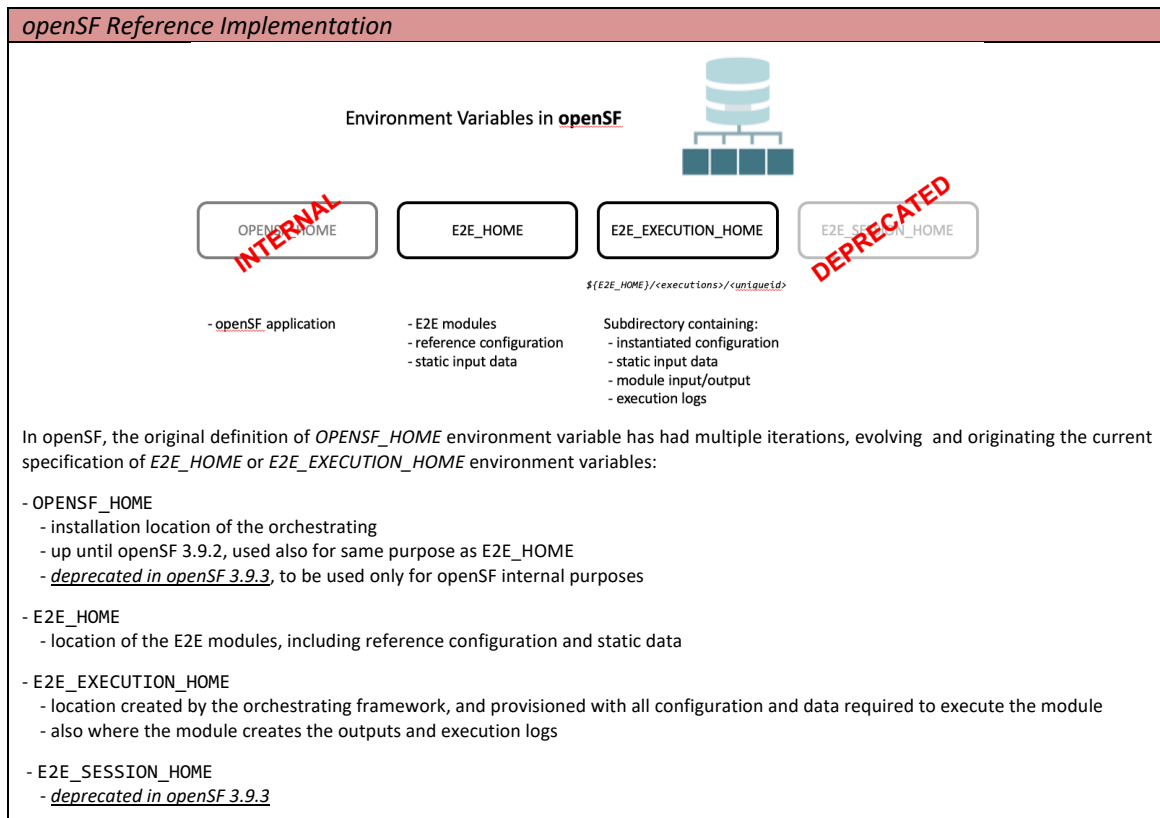 openSF Reference Implementation
Environment Variables in openSF
OPENSF_HOME
INTERNAL
E2E_HOME
E2E_EXECUTION_HOME
E2E_SESSION_HOME
DEPRECATED
${E2E_HOME}/<executions>/<uniqueid>
- openSF application
- E2E modules
- reference configuration
- static input data
Subdirectory containing:
- instantiated configuration
- static input data
- module input/output
- execution logs
In openSF, the original definition of OPENSF_HOME environment variable has had multiple iterations, evolving and originating the current
specification of E2E_HOME or E2E_EXECUTION_HOME environment variables:
- OPENSF_HOME
- installation location of the orchestrating
- up until openSF 3.9.2, used also for same purpose as E2E_HOME
- deprecated in openSF 3.9.3, to be used only for openSF internal purposes
- E2E_HOME
- location of the E2E modules, including reference configuration and static data
- E2E_EXECUTION_HOME
- location created by the orchestrating framework, and provisioned with all configuration and data required to execute the module
- also where the module creates the outputs and execution logs
- E2E_SESSION_HOME
- deprecated in openSF 3.9.3